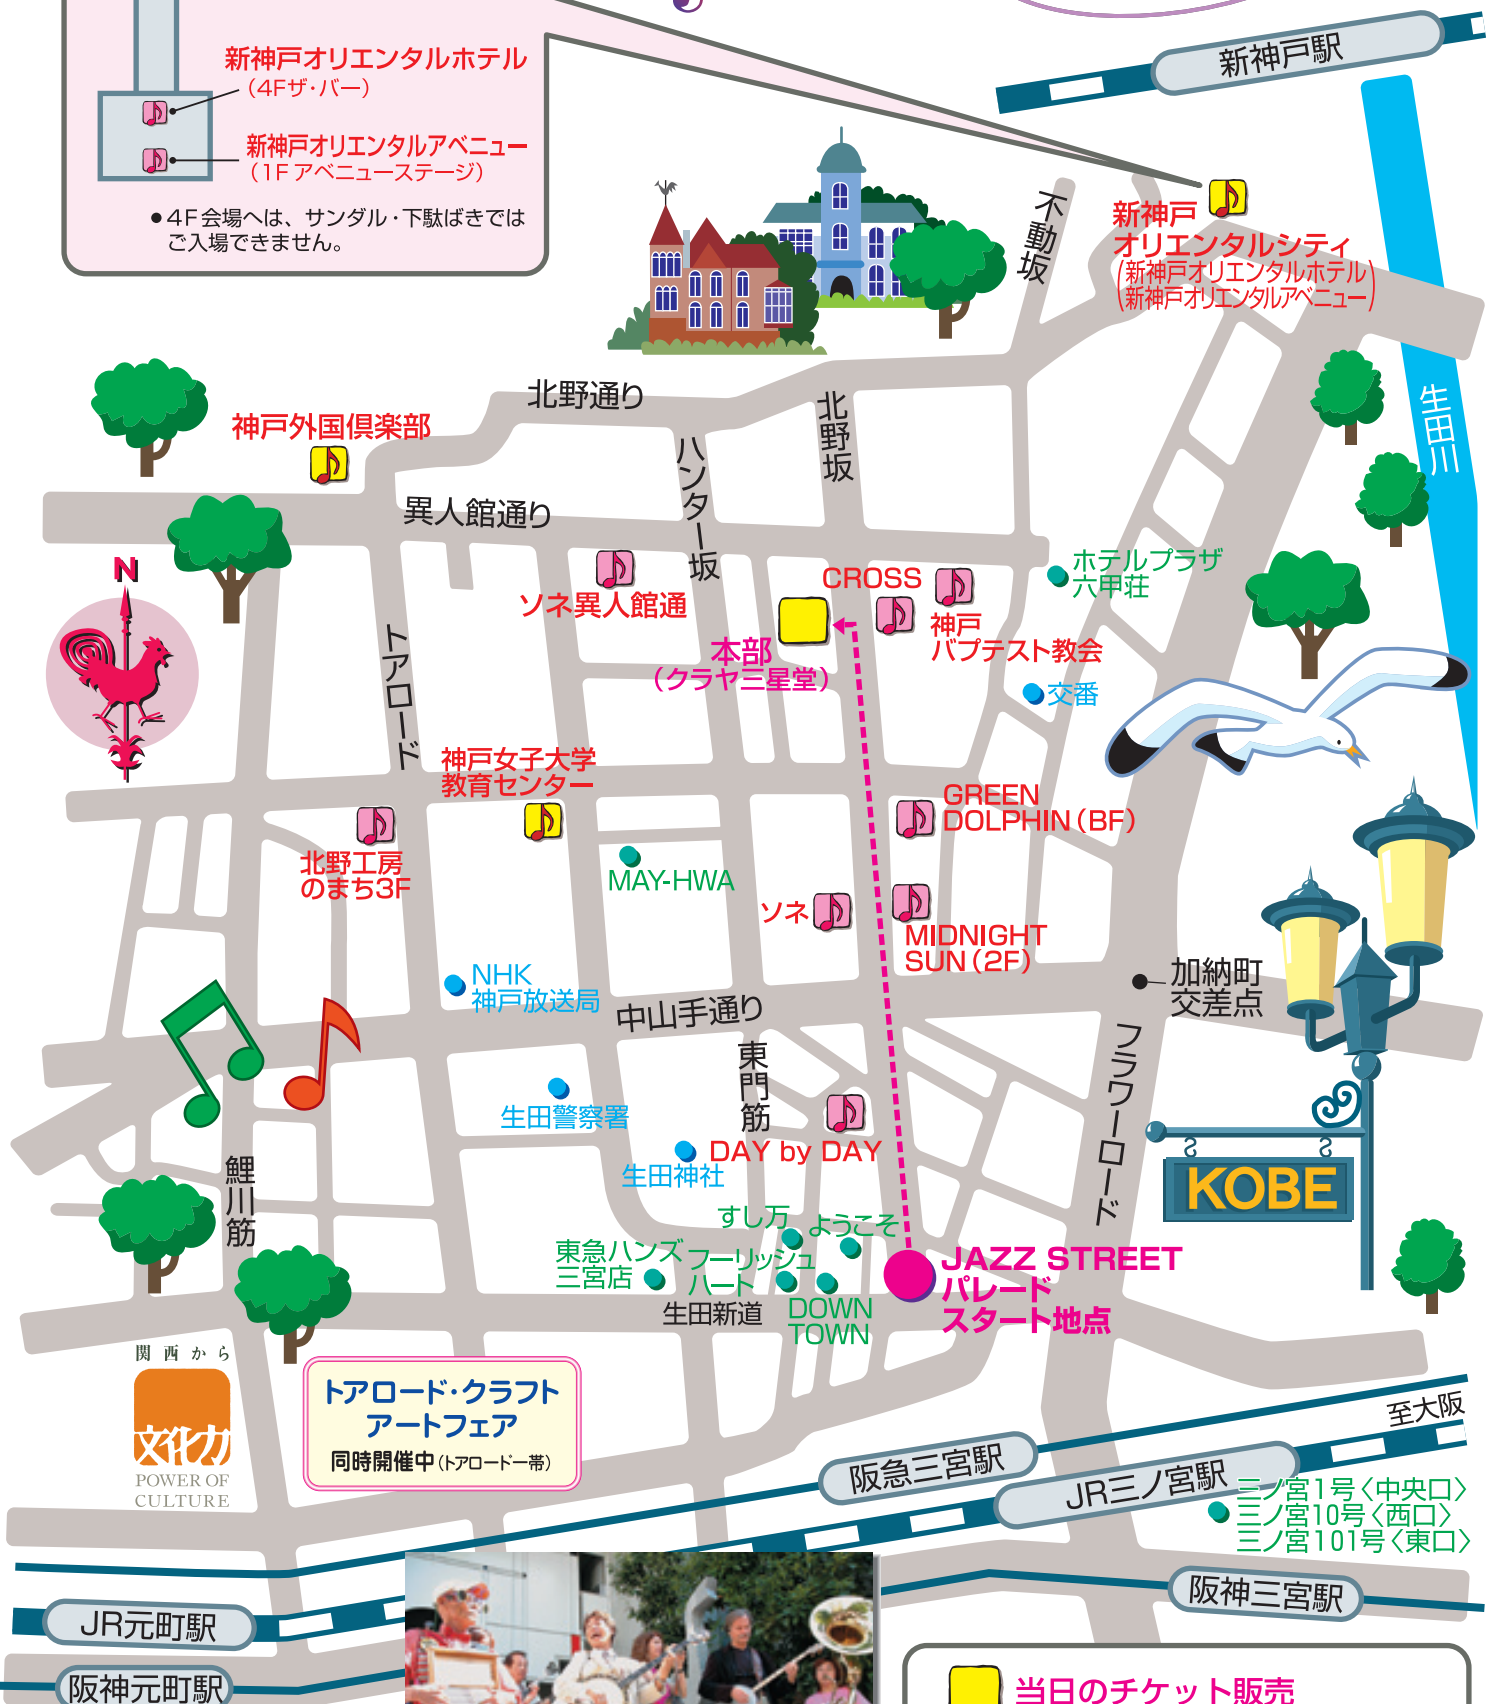 新神戸オリエンタルホテル
（4Fザ・バー）
新神戸オリエンタルアベニュー
（1Fアベニューステージ）
●4F会場へは、サンダル・下駄ばきでは
ご入場できません。
新神戸駅
不動坂
新神戸
オリエンタルシティ
(新神戸オリエンタルホテル)
(新神戸オリエンタルアベニュー)
生田川
北野通り
神戸外国倶楽部
ハンター坂
北野坂
異人館通り
N
ソネ異人館通
CROSS
神戸
バプテスト教会
ホテルプラザ
六甲荘
本部
（クラヤ三星堂）
交番
トアロード
神戸女子大学
教育センター
GREEN
DOLPHIN（BF）
北野工房
のまち3F
MAY-HWA
ソネ
MIDNIGHT
SUN（2F）
NHK
神戸放送局
加納町
交差点
中山手通り
東門筋
フラワーロード
生田警察署
DAY by DAY
生田神社
KOBE
鯉川筋
すし万
ようこそ
東急ハンズ
三宮店
フーリッシュ
ハート
JAZZ STREET
パレード
スタート地点
生田新道
DOWN
TOWN
関西から
文化力
POWER OF
CULTURE
トアロード・クラフト
アートフェア
同時開催中（トアロード一帯）
至大阪
阪急三宮駅
JR三ノ宮駅
三ノ宮1号〈中央口〉
三ノ宮10号〈西口〉
三ノ宮101号〈東口〉
阪神三宮駅
JR元町駅
阪神元町駅
当日のチケット販売